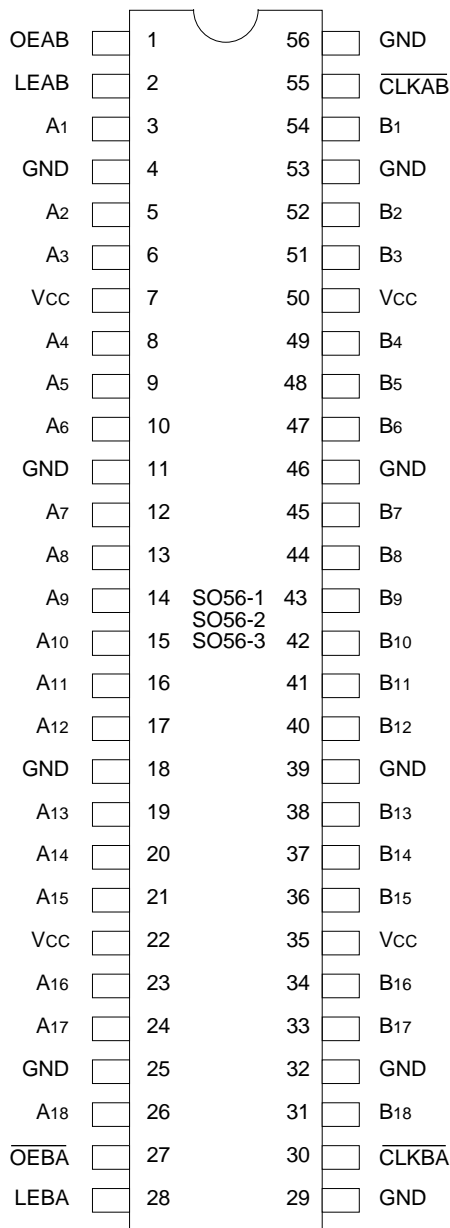 OEAB 1 56 GND
LEAB 2 55 CLKAB
A1 3 54 B1
GND 4 53 GND
A2 5 52 B2
A3 6 51 B3
VCC 7 50 VCC
A4 8 49 B4
A5 9 48 B5
A6 10 47 B6
GND 11 46 GND
A7 12 45 B7
A8 13 44 B8
A9 14 SO56-1 43 B9
SO56-2
A10 15 SO56-3 42 B10
A11 16 41 B11
A12 17 40 B12
GND 18 39 GND
A13 19 38 B13
A14 20 37 B14
A15 21 36 B15
VCC 22 35 VCC
A16 23 34 B16
A17 24 33 B17
GND 25 32 GND
A18 26 31 B18
OEBA 27 30 CLKBA
LEBA 28 29 GND